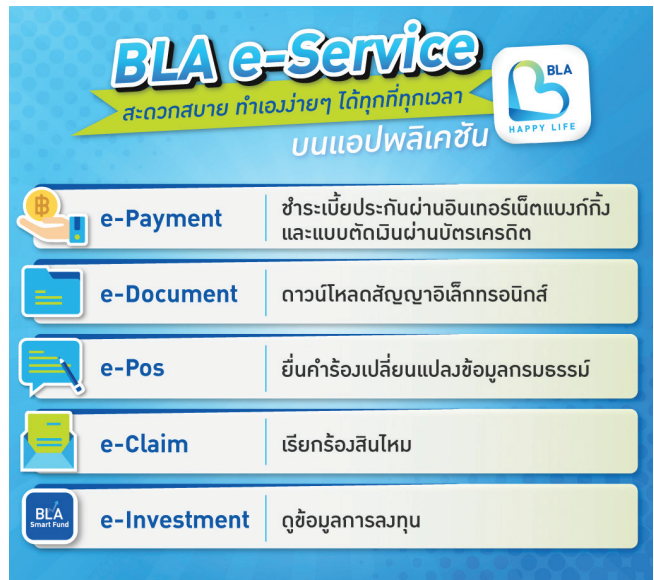 BLA e-Service
สะดวกสบาย ทำเองง่ายๆ ได้ทุกที่ทุกเวลา
บนแอปพลิเคชัน
BLA
HAPPY LIFE
e-Payment
ชำระเบี้ยประกันผ่านอินเทอร์เน็ตแบงก์กิ้ง
และแบบตัดเงินผ่านบัตรเครดิต
e-Document
ดาวน์โหลดสัญญาอิเล็กทรอนิกส์
e-Pos
ยื่นคำร้องเปลี่ยนแปลงข้อมูลกรมธรรม์
e-Claim
เรียกร้องสินไหม
BLA
Smart Fund
e-Investment
ดูข้อมูลการลงทุน